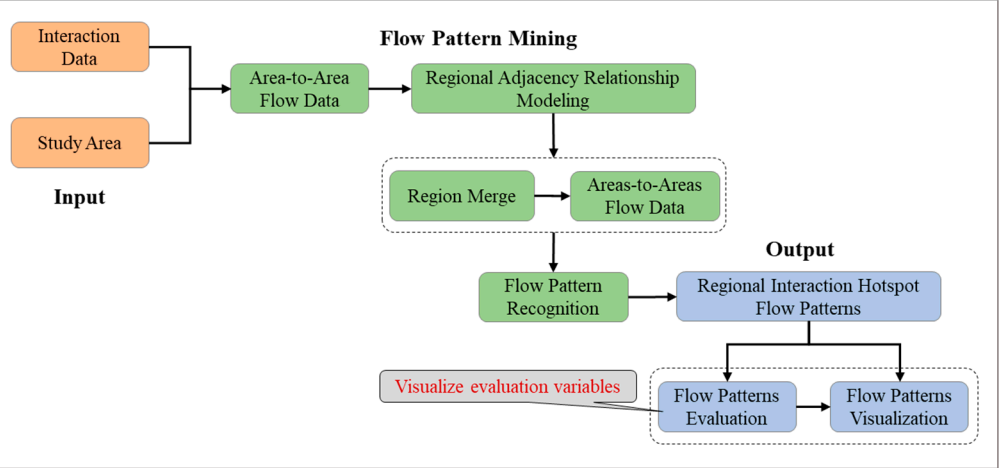 Interaction
Data
Study Area
Input
Flow Pattern Mining
Area-to-Area
Flow Data
Regional Adjacency Relationship
Modeling
Region Merge
Areas-to-Areas
Flow Data
Flow Pattern
Recognition
Output
Regional Interaction Hotspot
Flow Patterns
Visualize evaluation variables
Flow Patterns
Evaluation
Flow Patterns
Visualization